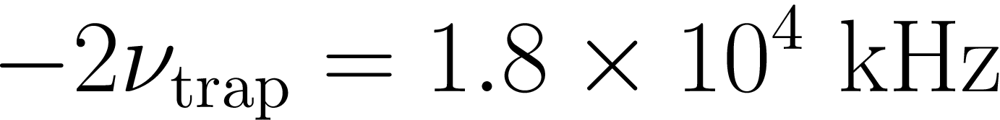 −2ν_trap = 1.8 × 10^4 kHz